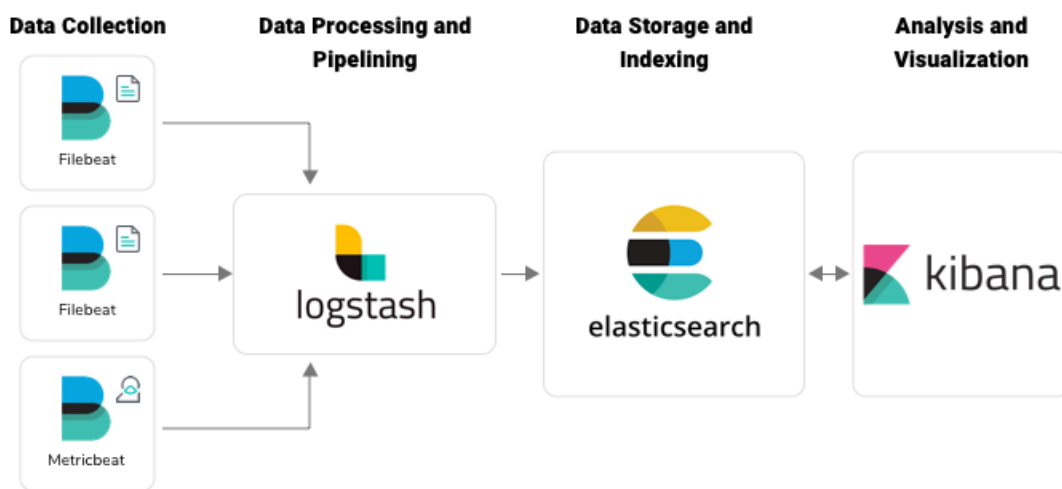 Data Collection
Data Processing and
Pipelining
Data Storage and
Indexing
Analysis and
Visualization
Filebeat
Filebeat
Metricbeat
logstash
elasticsearch
kibana